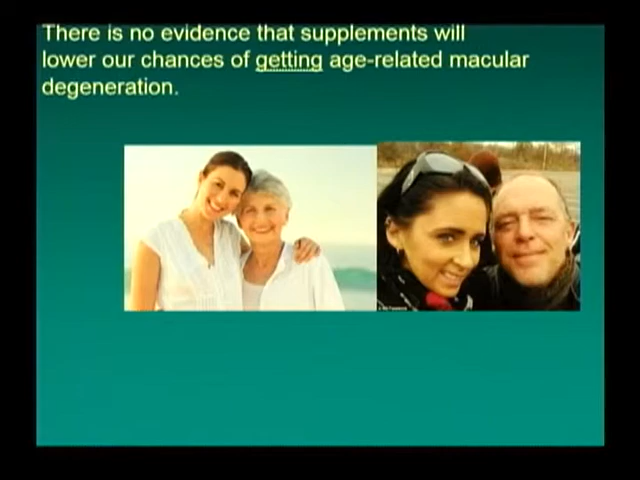 There is no evidence that supplements will
lower our chances of getting age-related macular
degeneration.